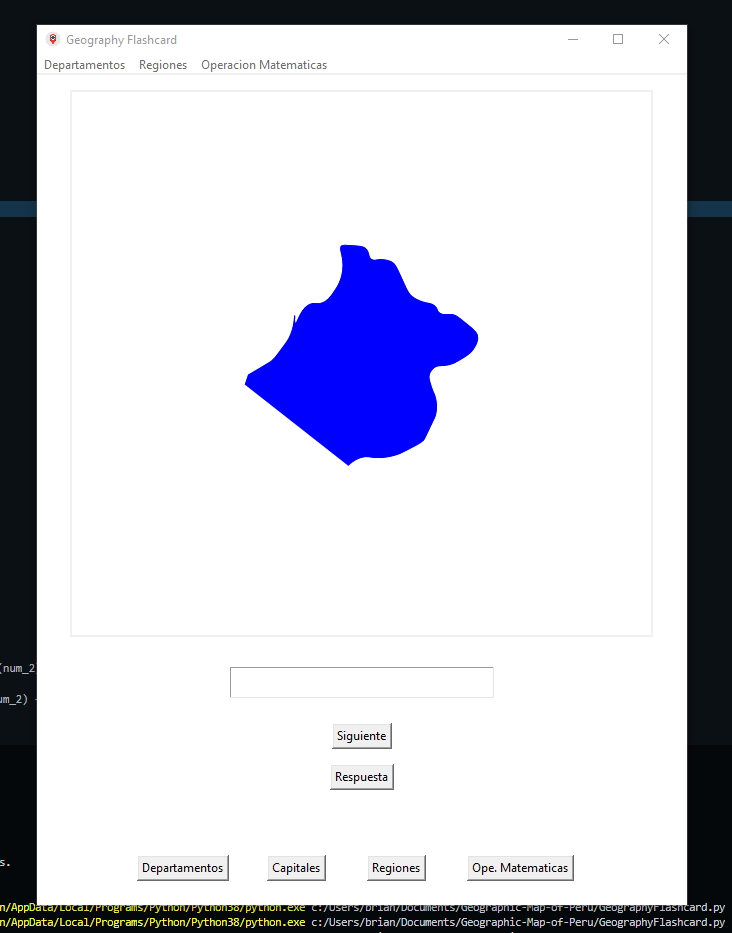 Geography Flashcard
Departamentos Regiones Operacion Matematicas
(num_2
um_2)
Siguiente
Respuesta
s.
Departamentos Capitales Regiones Ope. Matematicas
n/AppData/Local/Programs/Python/Python38/python.exe c:/Users/brian/Documents/Geographic-Map-of-Peru/GeographyFlashcard.py
n/AppData/Local/Programs/Python/Python38/python.exe c:/Users/brian/Documents/Geographic-Map-of-Peru/GeographyFlashcard.py